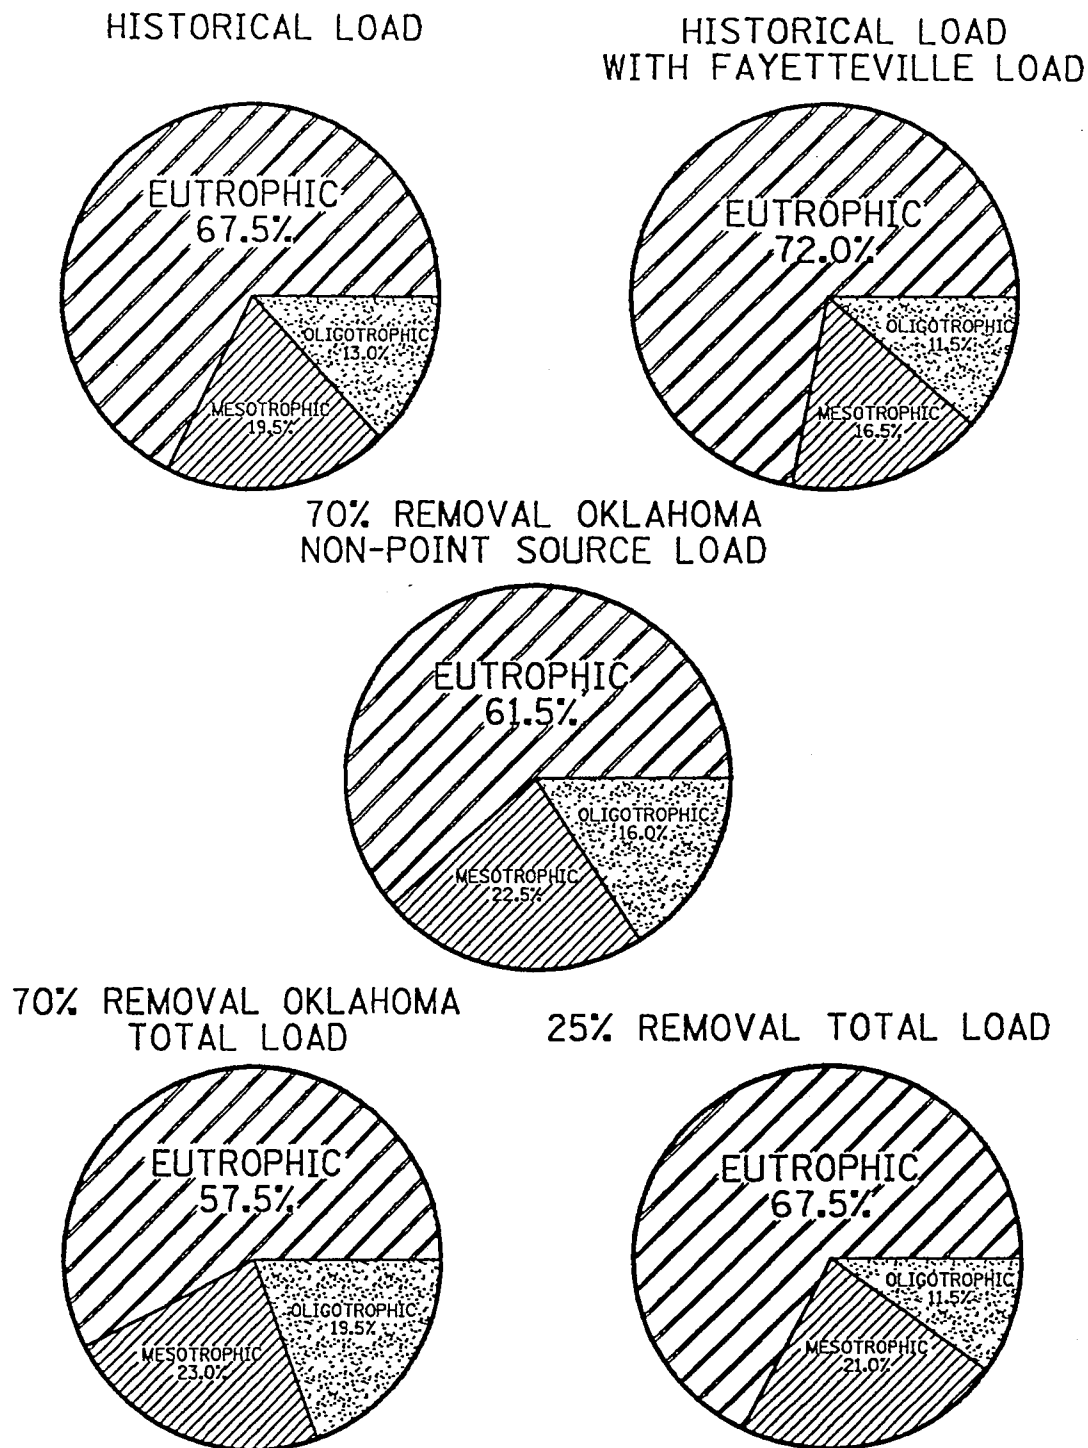 HISTORICAL LOAD
EUTROPHIC
67.5%
OLIGOTROPHIC
13.0%
MESOTROPHIC
19.5%
HISTORICAL LOAD
WITH FAYETTEVILLE LOAD
EUTROPHIC
72.0%
OLIGOTROPHIC
11.5%
MESOTROPHIC
16.5%
70% REMOVAL OKLAHOMA
NON-POINT SOURCE LOAD
EUTROPHIC
61.5%
OLIGOTROPHIC
16.0%
MESOTROPHIC
22.5%
70% REMOVAL OKLAHOMA
TOTAL LOAD
EUTROPHIC
57.5%
OLIGOTROPHIC
19.5%
MESOTROPHIC
23.0%
25% REMOVAL TOTAL LOAD
EUTROPHIC
67.5%
OLIGOTROPHIC
11.5%
MESOTROPHIC
21.0%